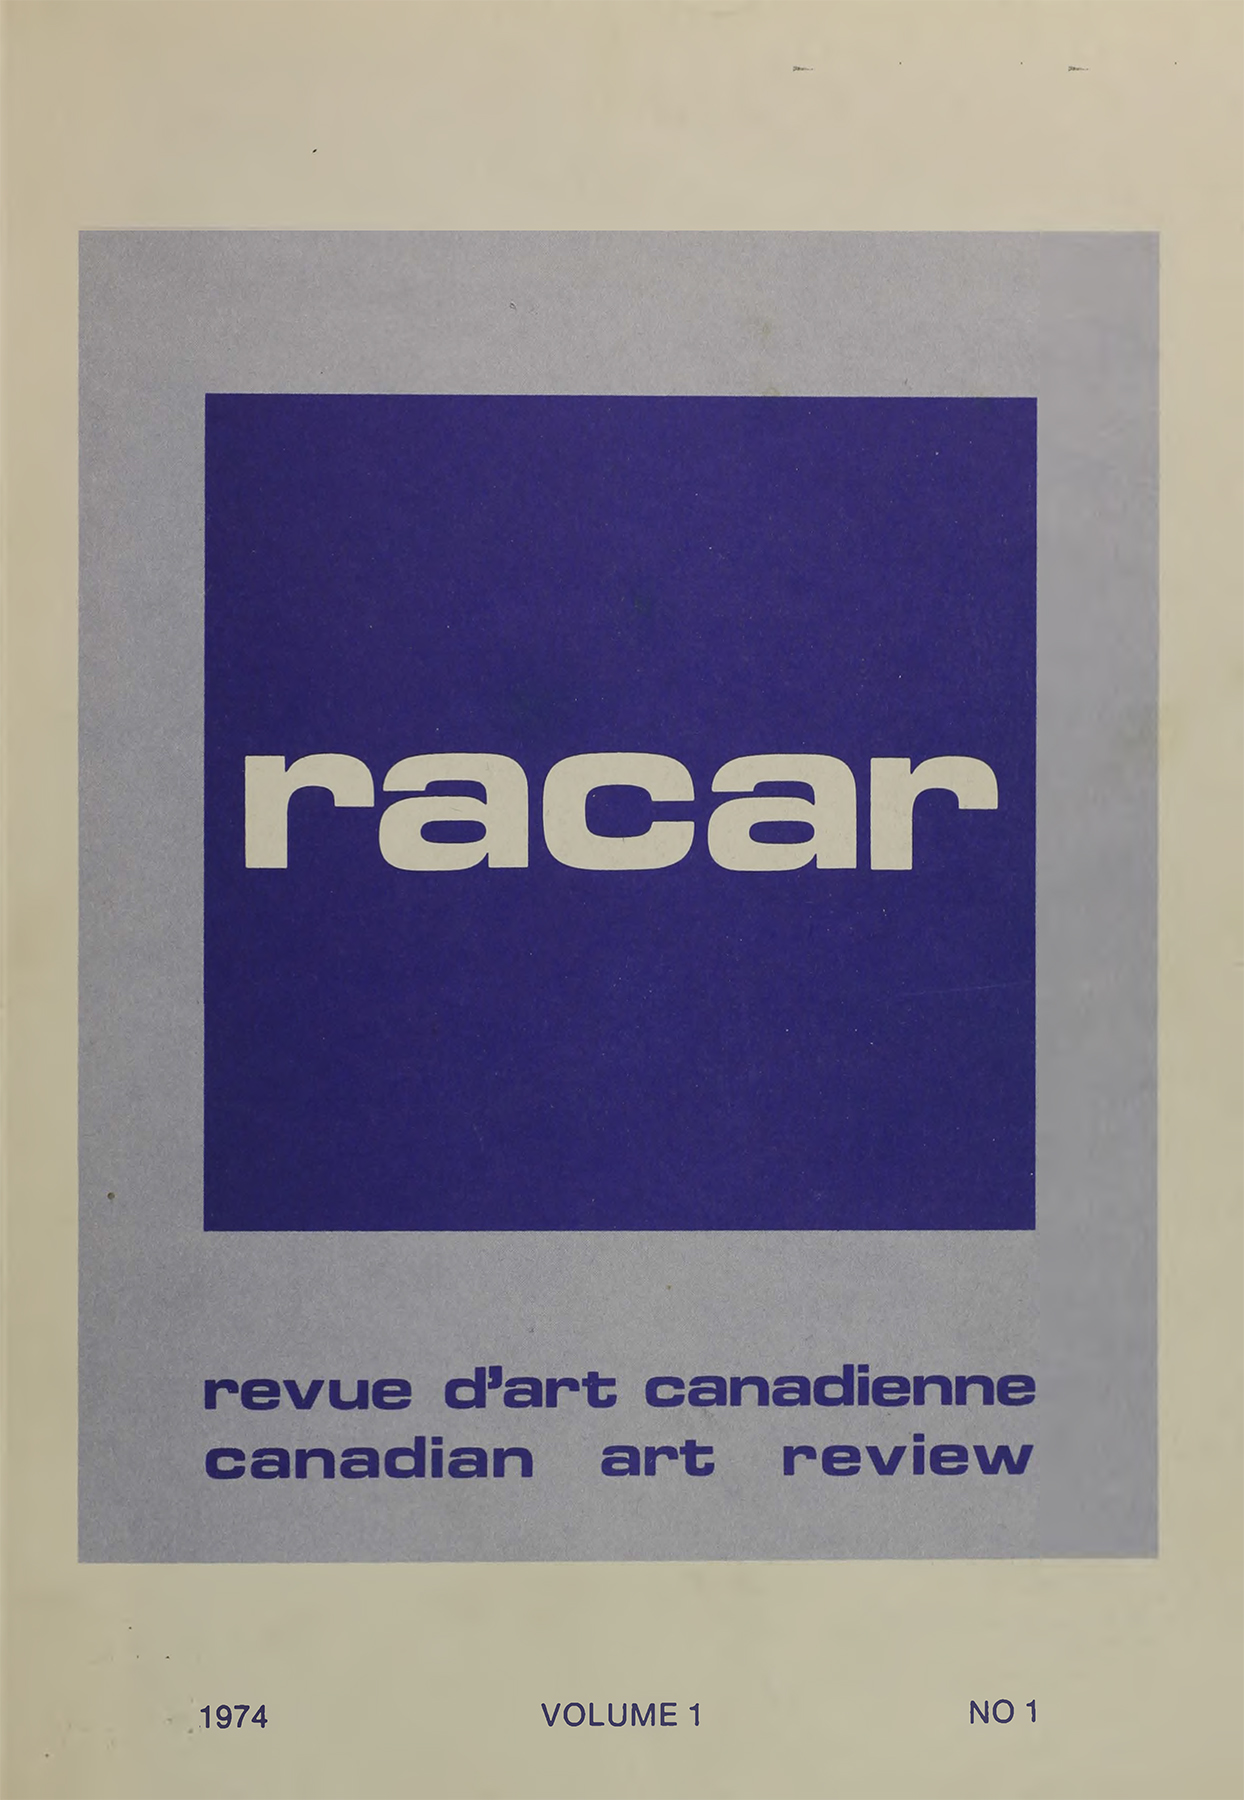 racar
revue d'art canadienne
canadian art review
1974 VOLUME 1 NO 1